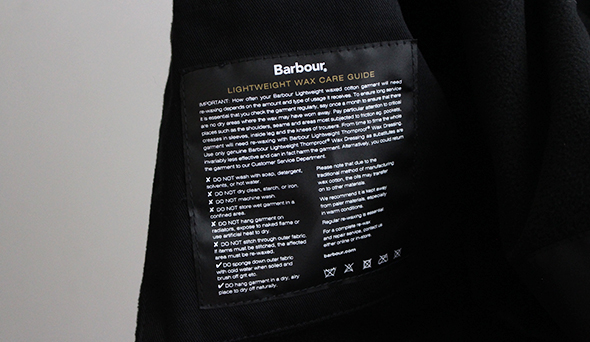 Barbour®
LIGHTWEIGHT WAX CARE GUIDE
IMPORTANT: How often your Barbour Lightweight waxed cotton garment will need
re-waxing depends on the amount and type of usage it receives. To ensure long service
it is essential that you check the garment regularly, say once a month to ensure that there
are no dry areas where the wax may have worn away. Pay particular attention to critical
places such as the shoulders, seams and areas most subjected to friction eg. pockets,
creases in sleeves, inside leg and the knees of trousers. From time to time the whole
garment will need re-waxing with Barbour Lightweight Thornproof® Wax Dressing.
Use only genuine Barbour Lightweight Thornproof® Wax Dressing as substitutes are
invariably less effective and can in fact harm the garment. Alternatively, you could return
the garment to our Customer Service Department.
✗ DO NOT wash with soap, detergent,
solvents, or hot water.
✗ DO NOT dry clean, starch, or iron.
✗ DO NOT machine wash.
✗ DO NOT store wet garment in a
confined area.
✗ DO NOT hang garment on
radiators, expose to naked flame or
use artificial heat to dry.
✗ DO NOT stitch through outer fabric.
If items must be stitched, the affected
area must be re-waxed.
✓ DO sponge down outer fabric
with cold water when soiled and
brush off grit etc.
✓ DO hang garment in a dry, airy
place to dry off naturally.
Please note that due to the
traditional method of manufacturing
wax cotton, the oils may transfer
on to other materials.
We recommend it is kept away
from paler materials, especially
in warm conditions.
Regular re-waxing is essential
For a complete re-wax
and repair service, contact us
either online or in-store.
barbour.com